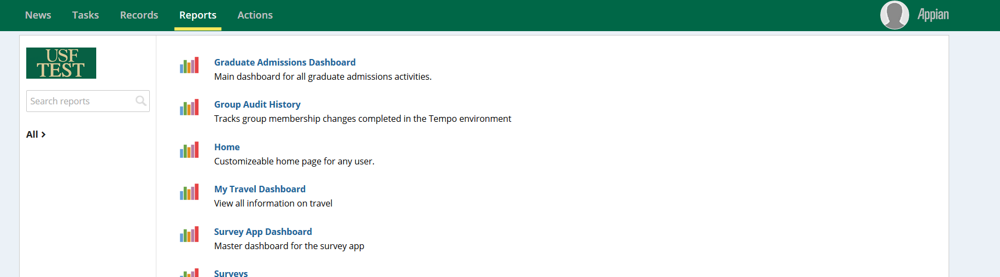 News Tasks Records Reports Actions
Appian
USF
TEST
Search reports
All
Graduate Admissions Dashboard
Main dashboard for all graduate admissions activities.
Group Audit History
Tracks group membership changes completed in the Tempo environment
Home
Customizeable home page for any user.
My Travel Dashboard
View all information on travel
Survey App Dashboard
Master dashboard for the survey app
Surveys